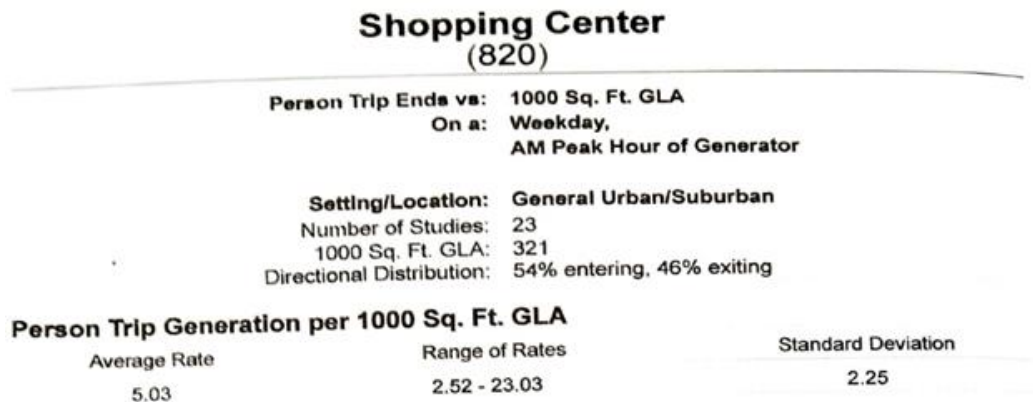 Shopping Center
(820)
Person Trip Ends vs: 1000 Sq. Ft. GLA
On a: Weekday,
AM Peak Hour of Generator
Setting/Location: General Urban/Suburban
Number of Studies: 23
1000 Sq. Ft. GLA: 321
Directional Distribution: 54% entering, 46% exiting
Person Trip Generation per 1000 Sq. Ft. GLA
Average Rate Range of Rates Standard Deviation
5.03 2.52 - 23.03 2.25